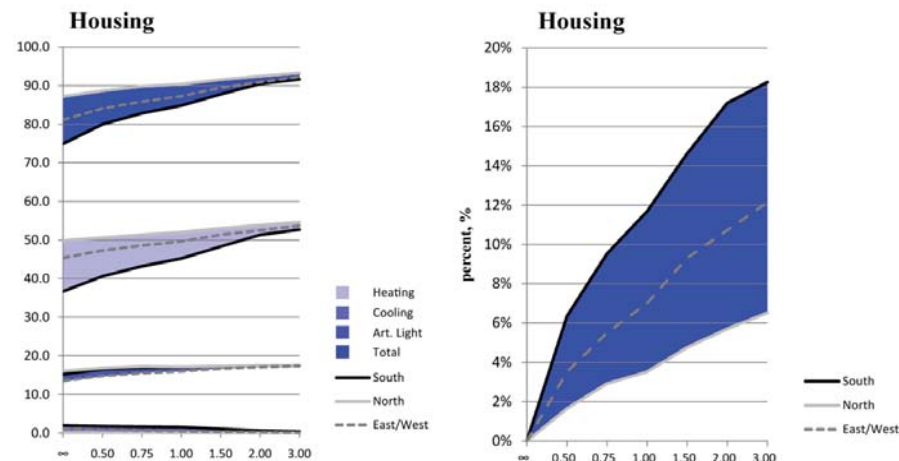 Housing
100.0
90.0
80.0
70.0
60.0
50.0
40.0
30.0
20.0
10.0
0.0
∞ 0.50 0.75 1.00 1.50 2.00 3.00
Heating
Cooling
Art. Light
Total
South
North
East/West
Housing
percent, %
20%
18%
16%
14%
12%
10%
8%
6%
4%
2%
0%
∞ 0.50 0.75 1.00 1.50 2.00 3.00
South
North
East/West